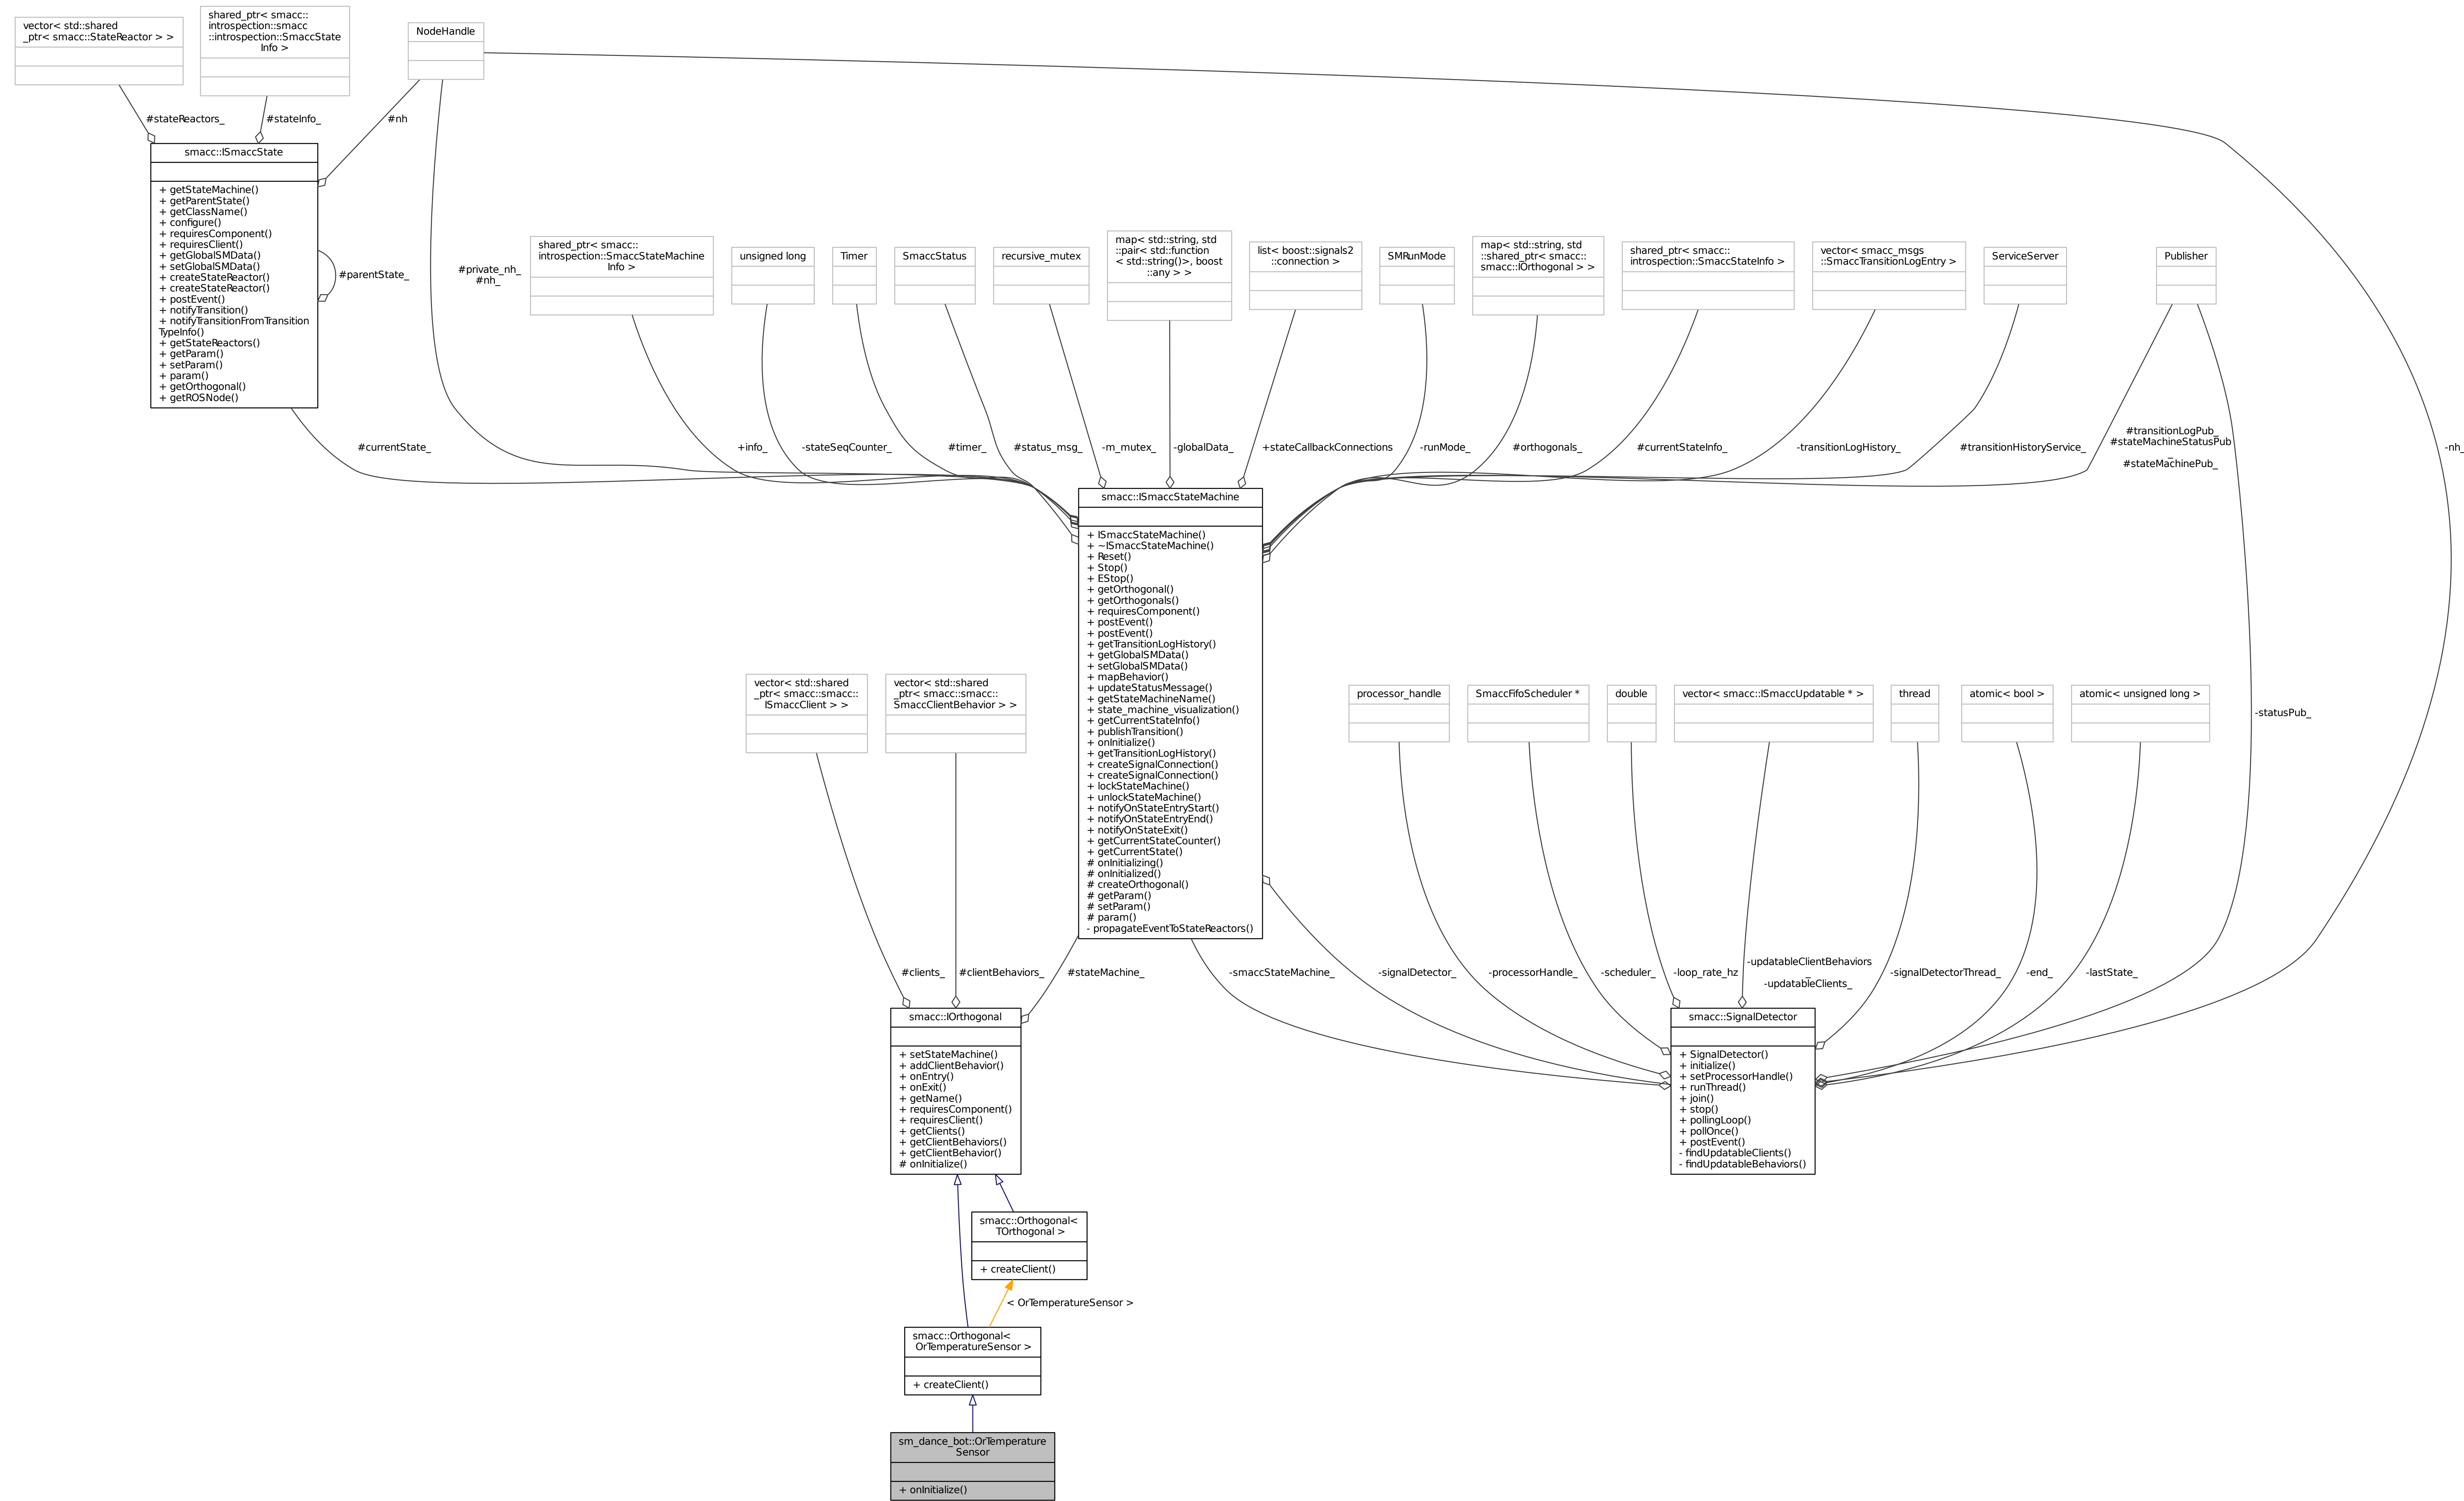 vector< std::shared
_ptr< smacc::StateReactor > >
shared_ptr< smacc::
introspection::smacc
::introspection::SmaccState
Info >
NodeHandle
#stateReactors_
#stateInfo_
#nh
smacc::ISmaccState
+ getStateMachine()
+ getParentState()
+ getClassName()
+ configure()
+ requiresComponent()
+ requiresClient()
+ getGlobalSMData()
+ setGlobalSMData()
+ createStateReactor()
+ createStateReactor()
+ postEvent()
+ notifyTransition()
+ notifyTransitionFromTransition
TypeInfo()
+ getStateReactors()
+ getParam()
+ setParam()
+ param()
+ getOrthogonal()
+ getROSNode()
#parentState_
#private_nh_
#nh_
shared_ptr< smacc::
introspection::SmaccStateMachine
Info >
unsigned long
Timer
SmaccStatus
recursive_mutex
map< std::string, std
::pair< std::function
< std::string()>, boost
::any > >
list< boost::signals2
::connection >
SMRunMode
map< std::string, std
::shared_ptr< smacc::
smacc::IOrthogonal > >
shared_ptr< smacc::
introspection::SmaccStateInfo >
vector< smacc_msgs
::SmaccTransitionLogEntry >
ServiceServer
Publisher
#currentState_
+info_
-stateSeqCounter_
#timer_
#status_msg_
-m_mutex_
-globalData_
+stateCallbackConnections
-runMode_
#orthogonals_
#currentStateInfo_
-transitionLogHistory_
#transitionHistoryService_
#transitionLogPub_
#stateMachineStatusPub
_
#stateMachinePub_
-nh_
smacc::ISmaccStateMachine
+ ISmaccStateMachine()
+ ~ISmaccStateMachine()
+ Reset()
+ Stop()
+ EStop()
+ getOrthogonal()
+ getOrthogonals()
+ requiresComponent()
+ postEvent()
+ postEvent()
+ getTransitionLogHistory()
+ getGlobalSMData()
+ setGlobalSMData()
+ mapBehavior()
+ updateStatusMessage()
+ getStateMachineName()
+ state_machine_visualization()
+ getCurrentStateInfo()
+ publishTransition()
+ onInitialize()
+ getTransitionLogHistory()
+ createSignalConnection()
+ createSignalConnection()
+ lockStateMachine()
+ unlockStateMachine()
+ notifyOnStateEntryStart()
+ notifyOnStateEntryEnd()
+ notifyOnStateExit()
+ getCurrentStateCounter()
+ getCurrentState()
# onInitializing()
# onInitialized()
# createOrthogonal()
# getParam()
# setParam()
# param()
- propagateEventToStateReactors()
vector< std::shared
_ptr< smacc::smacc::
ISmaccClient > >
vector< std::shared
_ptr< smacc::smacc::
SmaccClientBehavior > >
processor_handle
SmaccFifoScheduler *
double
vector< smacc::ISmaccUpdatable * >
thread
atomic< bool >
atomic< unsigned long >
-statusPub_
#clients_
#clientBehaviors_
#stateMachine_
-smaccStateMachine_
-signalDetector_
-processorHandle_
-scheduler_
-loop_rate_hz
-updatableClientBehaviors
_
-updatableClients_
-signalDetectorThread_
-end_
-lastState_
smacc::IOrthogonal
+ setStateMachine()
+ addClientBehavior()
+ onEntry()
+ onExit()
+ getName()
+ requiresComponent()
+ requiresClient()
+ getClients()
+ getClientBehaviors()
+ getClientBehavior()
# onInitialize()
smacc::SignalDetector
+ SignalDetector()
+ initialize()
+ setProcessorHandle()
+ runThread()
+ join()
+ stop()
+ pollingLoop()
+ pollOnce()
+ postEvent()
- findUpdatableClients()
- findUpdatableBehaviors()
smacc::Orthogonal<
TOrthogonal >
+ createClient()
< OrTemperatureSensor >
smacc::Orthogonal<
OrTemperatureSensor >
+ createClient()
sm_dance_bot::OrTemperature
Sensor
+ onInitialize()